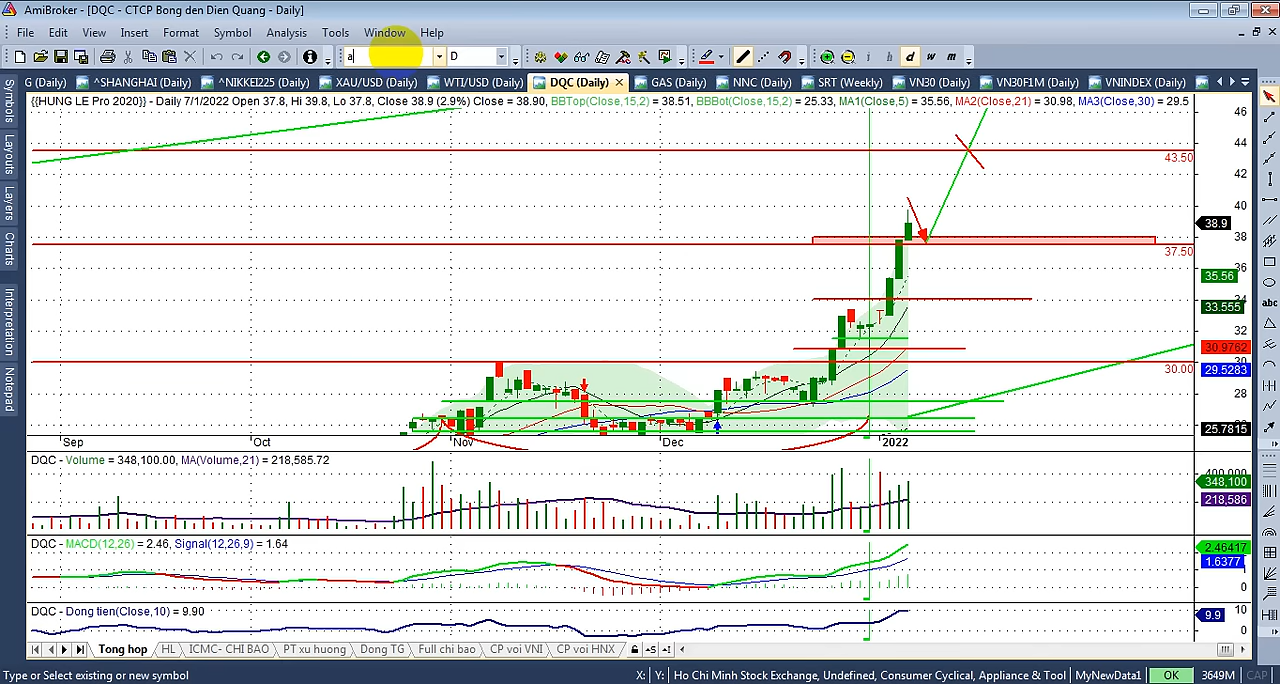 AmiBroker - [DQC - CTCP Bong den Dien Quang - Daily]
File Edit View Insert Format Symbol Analysis Tools Window Help
a D i h d w m
G (Daily) ^SHANGHAI (Daily) ^NIKKEI225 (Daily) XAU/USD (Daily) WTI/USD (Daily) DQC (Daily) GAS (Daily) NNC (Daily) SRT (Weekly) VN30 (Daily) VN30F1M (Daily) VNINDEX (Daily)
Symbols
Layouts
Layers
Charts
Interpretation
Notepad
{{HUNG LE Pro 2020}} - Daily 7/1/2022 Open 37.8, Hi 39.8, Lo 37.8, Close 38.9 (2.9%) Close = 38.90, BBTop(Close,15,2) = 38.51, BBBot(Close,15,2) = 25.33, MA1(Close,5) = 35.56, MA2(Close,21) = 30.98, MA3(Close,30) = 29.5
46
44
43.50
42
40
38.9
38
37.50
36
35.56
34
33.555
32
30.9762
30
30.00
29.5283
28
25.7815
Sep Oct Nov Dec 2022
abc
DQC - Volume = 348,100.00, MA(Volume,21) = 218,585.72
400,000
348,100
218,586
DQC - MACD(12,26) = 2.46, Signal(12,26,9) = 1.64
2.46417
1.6377
0
DQC - Dong tien(Close,10) = 9.90
10
9.9
0
Tong hop HL ICMC- CHI BAO PT xu huong Dong TG Full chi bao CP voi VNI CP voi HNX
Type or Select existing or new symbol X: Y: Ho Chi Minh Stock Exchange, Undefined, Consumer Cyclical, Appliance & Tool MyNewData1 OK 3649M CAP